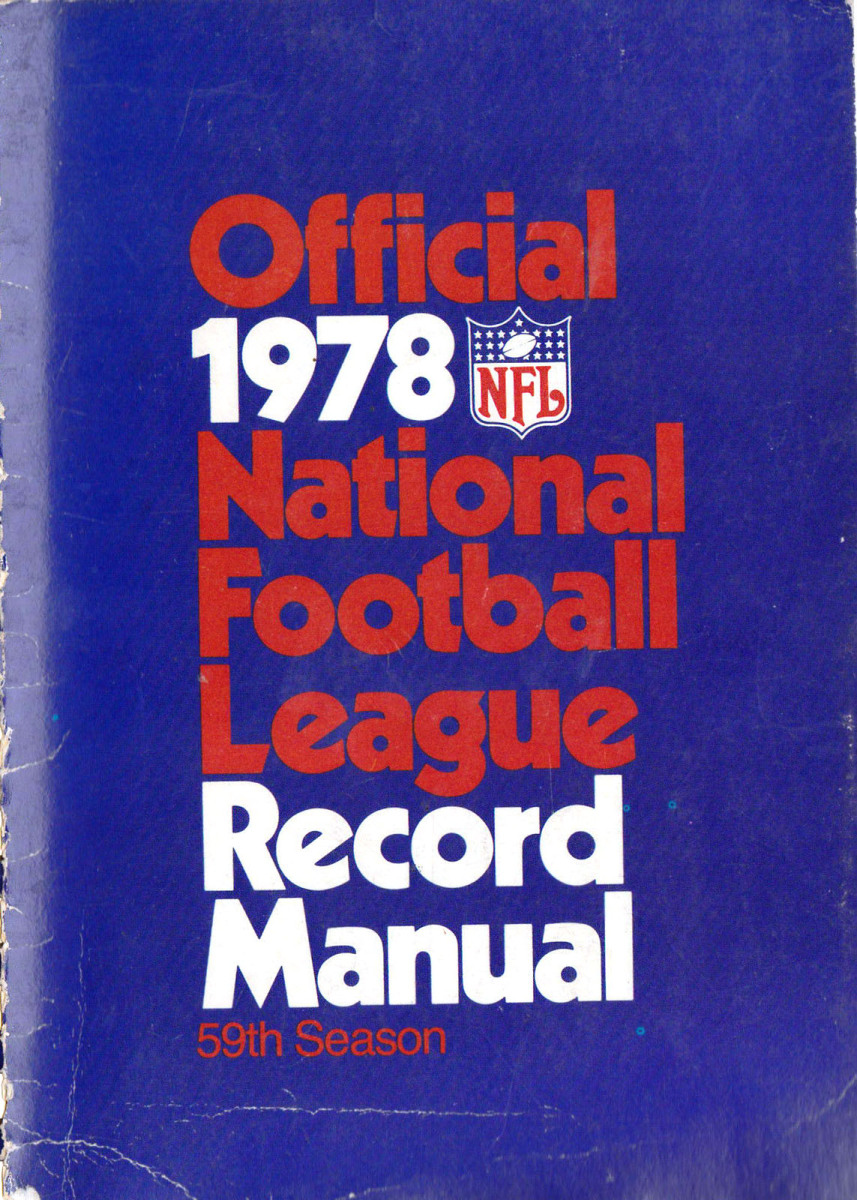 Official
1978 NFL
National
Football
League
Record
Manual
59th Season